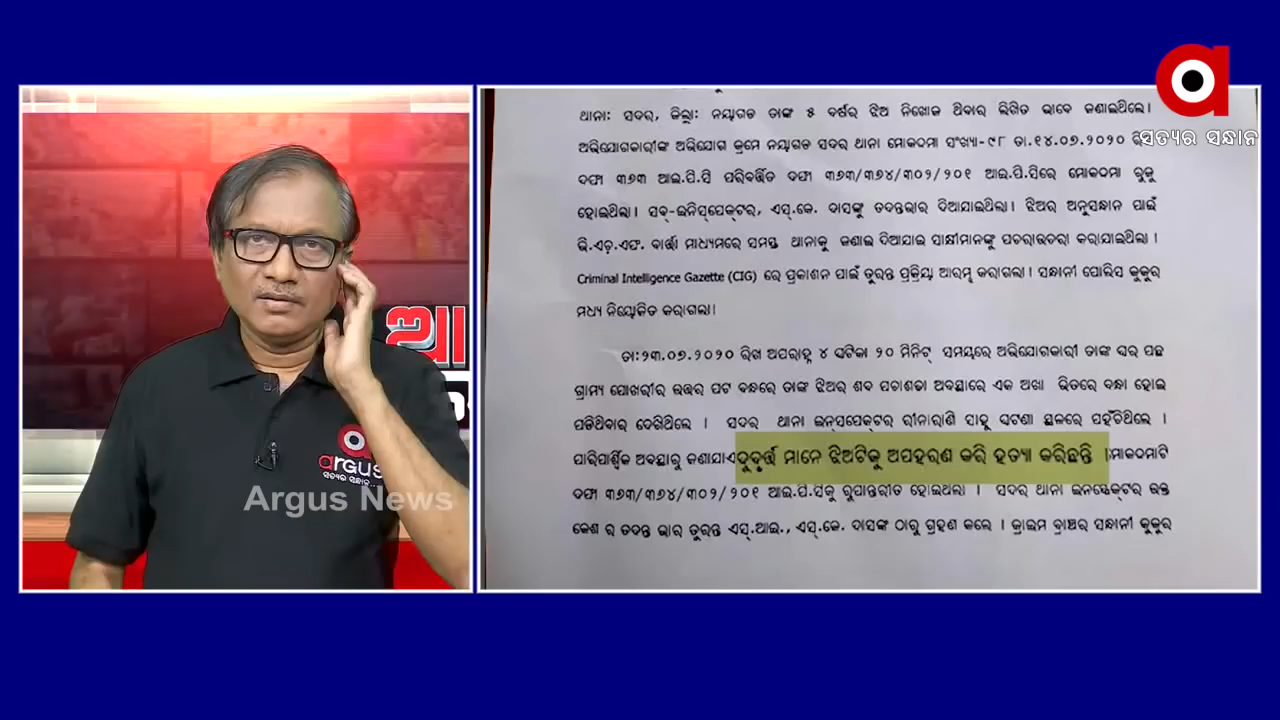 ସତ୍ୟର ସନ୍ଧାନ
ଥାନା: ସଦର, ଜିଲ୍ଲା: ନୟାଗଡ ତାଙ୍କ ୫ ବର୍ଷର ଝିଅ ନିଖୋଜ ଥିବାର ଲିଖିତ ଭାବେ ଜଣାଇଥିଲେ।
ଅଭିଯୋଗକାରୀଙ୍କ ଅଭିଯୋଗ କ୍ରମେ ନୟାଗଡ ସଦର ଥାନା ମୋକଦମା ସଂଖ୍ୟା-୯୮ ତା.୧୪.୦୭.୨୦୨୦
ଦଫା ୩୬୩ ଆଇ.ପି.ସି ପରିବର୍ତ୍ତିତ ଦଫା ୩୬୩/୩୬୪/୩୦୨/୨୦୧ ଆଇ.ପି.ସିରେ ମୋକଦମା ରୁଜୁ
ହୋଇଥିଲା। ସବ୍-ଇନିସ୍‌ପେକ୍ଟର, ଏସ୍.କେ. ଦାସଙ୍କୁ ତଦନ୍ତଭାର ଦିଆଯାଇଥିଲା। ଝିଅର ଅନୁସନ୍ଧାନ ପାଇଁ
ଭି.ଏଚ୍.ଏଫ. ବାର୍ତ୍ତା ମାଧ୍ୟମରେ ସମସ୍ତ ଥାନାକୁ ଜଣାଇ ଦିଆଯାଇ ସାକ୍ଷୀମାନଙ୍କୁ ପଚରାଉଚରା କରାଯାଇଥିଲା।
Criminal Intelligence Gazette (CIG) ରେ ପ୍ରକାଶନ ପାଇଁ ତୁରନ୍ତ ପ୍ରକ୍ରିୟା ଆରମ୍ଭ କରାଗଲା। ସନ୍ଧାନୀ ପୋଲିସ କୁକୁର
ମଧ୍ୟ ନିୟୋଜିତ କରାଗଲା।
ତା:୨୩.୦୭.୨୦୨୦ ରିଖ ଅପରାହ୍ନ ୪ ଘଟିକା ୨୦ ମିନିଟ୍ ସମୟରେ ଅଭିଯୋଗକାରୀ ତାଙ୍କ ଘର ପଛ
ଗ୍ରାମ୍ୟ ପୋଖରୀର ଉତ୍ତର ପଟ ବନ୍ଧରେ ତାଙ୍କ ଝିଅର ଶବ ପଚାଶଢା ଅବସ୍ଥାରେ ଏକ ଅଖା ଭିତରେ ବନ୍ଧା ହୋଇ
ପଡିଥିବାର ଦେଖିଥିଲେ । ସଦର ଥାନା ଇନ୍‌ସପେକ୍ଟର ରୀନାରାଣି ସାହୁ ଘଟଣା ସ୍ଥଳରେ ପହଁଚିଥିଲେ ।
ପାରିପାର୍ଶ୍ୱିକ ଅବସ୍ଥାରୁ ଜଣାଯାଏ ଦୁର୍ବୃର୍ତ୍ତ ମାନେ ଝିଅଟିକୁ ଅପହରଣ କରି ହତ୍ୟା କରିଛନ୍ତି । ମୋକଦମାଟି
ଦଫା ୩୬୩/୩୬୪/୩୦୨/୨୦୧ ଆଇ.ପି.ସିକୁ ରୁପାନ୍ତରୀତ ହୋଇଥିଲା । ସଦର ଥାନା ଇନସ୍ପେକ୍ଟର ଉକ୍ତ
କେଶ ର ତଦନ୍ତ ଭାର ତୁରନ୍ତ ଏସ୍.ଆଇ., ଏସ୍.କେ. ଦାସଙ୍କ ଠାରୁ ଗ୍ରହଣ କଲେ । କ୍ରାଇମ ବ୍ରାଞ୍ଚର ସନ୍ଧାନୀ କୁକୁର
ଆ
arGUS
ସତ୍ୟର ସନ୍ଧାନ...
Argus News